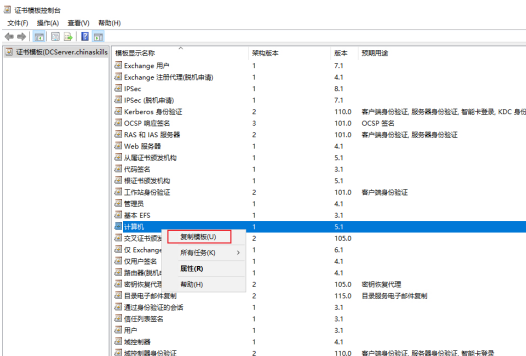 证书模板控制台
文件(F) 操作(A) 查看(V) 帮助(H)
证书模板(DCServer.chinaskills
模板显示名称 架构版本 版本 预期用途
Exchange 用户 1 7.1
Exchange 注册代理(脱机申请) 1 4.1
IPSec 1 8.1
IPSec (脱机申请) 1 7.1
Kerberos 身份验证 2 110.0 客户端身份验证, 服务器身份验证, 智能卡登录, KDC 身份
OCSP 响应签名 3 101.0 OCSP 签名
RAS 和 IAS 服务器 2 101.0 客户端身份验证, 服务器身份验证
Web 服务器 1 4.1
从属证书颁发机构 1 5.1
代码签名 1 3.1
根证书颁发机构 1 5.1
工作站身份验证 2 101.0 客户端身份验证
管理员 1 4.1
基本 EFS 1 3.1
计算机 1 5.1
交叉证书颁发 2 105.0
仅 Exchange 1 6.1
仅用户签名 1 4.1
路由器(脱机 1 4.1
密钥恢复代理 2 105.0 密钥恢复代理
目录电子邮件复制 2 115.0 目录服务电子邮件复制
通过身份验证的会话 1 3.1
信任列表签名 1 3.1
用户 1 3.1
域控制器 1 4.1
域控制器身份验证 2 110.0 客户端身份验证, 服务器身份验证, 智能卡登录
复制模板(U)
所有任务(K)
属性(R)
帮助(H)